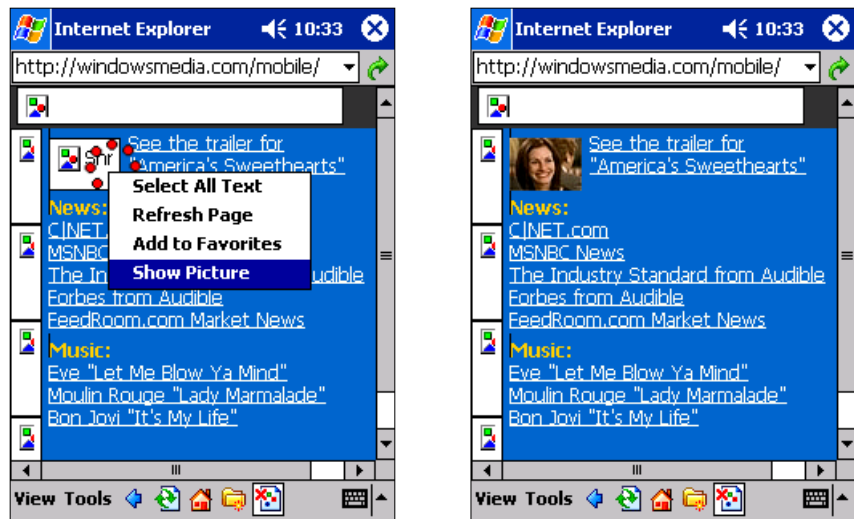 Internet Explorer 10:33
http://windowsmedia.com/mobile/
Shr
See the trailer for
"America's Sweethearts"
Select All Text
Refresh Page
Add to Favorites
Show Picture
News:
C|NET.
MSNBC
The In udible
Forbes from Audible
FeedRoom.com Market News
Music:
Eve "Let Me Blow Ya Mind"
Moulin Rouge "Lady Marmalade"
Bon Jovi "It's My Life"
View Tools
Internet Explorer 10:33
http://windowsmedia.com/mobile/
See the trailer for
"America's Sweethearts"
News:
C|NET.com
MSNBC News
The Industry Standard from Audible
Forbes from Audible
FeedRoom.com Market News
Music:
Eve "Let Me Blow Ya Mind"
Moulin Rouge "Lady Marmalade"
Bon Jovi "It's My Life"
View Tools